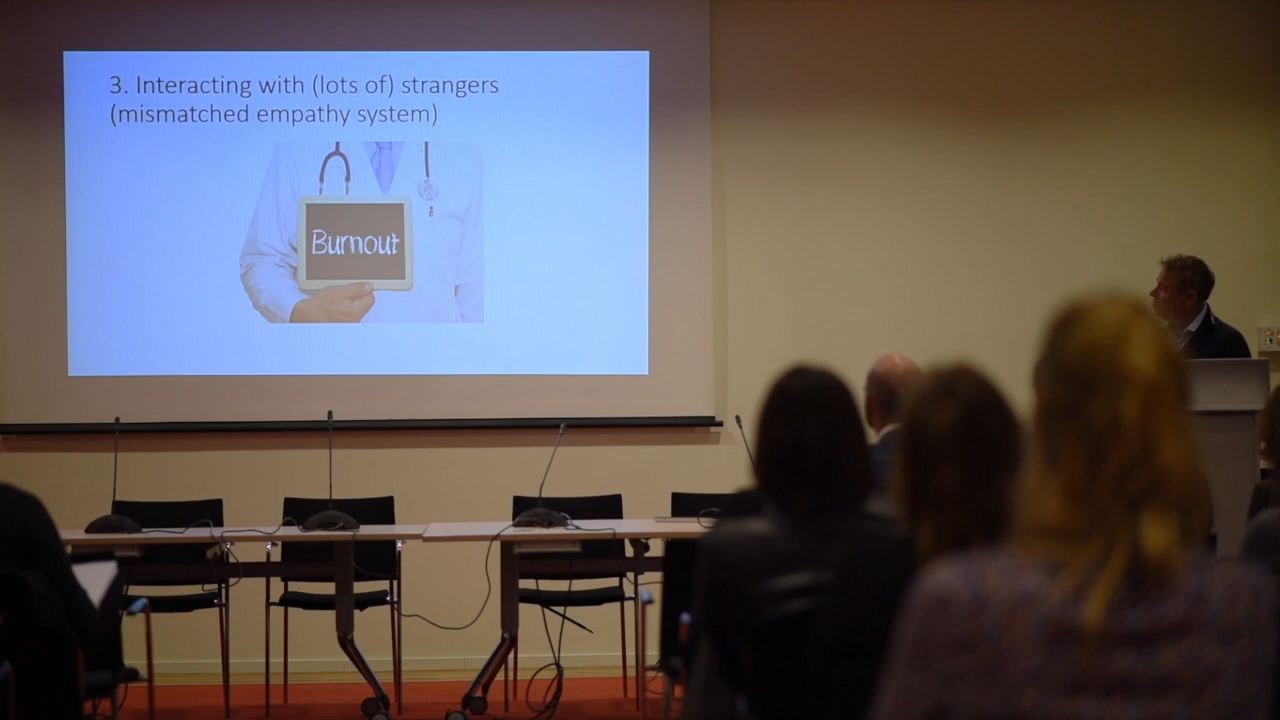 3. Interacting with (lots of) strangers
(mismatched empathy system)
Burnout